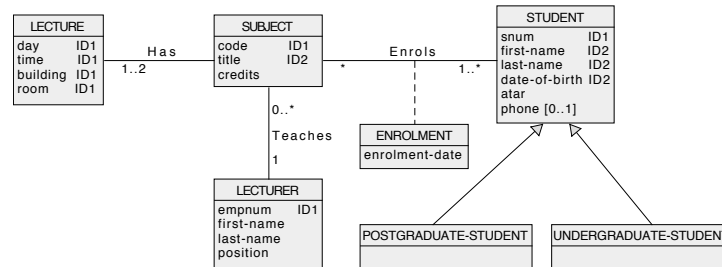 LECTURE
day ID1
time ID1
building ID1
room ID1
Has
1..2
SUBJECT
code ID1
title ID2
credits
Enrols
*
1..*
STUDENT
snum ID1
first-name ID2
last-name ID2
date-of-birth ID2
atar
phone [0..1]
0..*
Teaches
1
ENROLMENT
enrolment-date
LECTURER
empnum ID1
first-name
last-name
position
POSTGRADUATE-STUDENT
UNDERGRADUATE-STUDENT